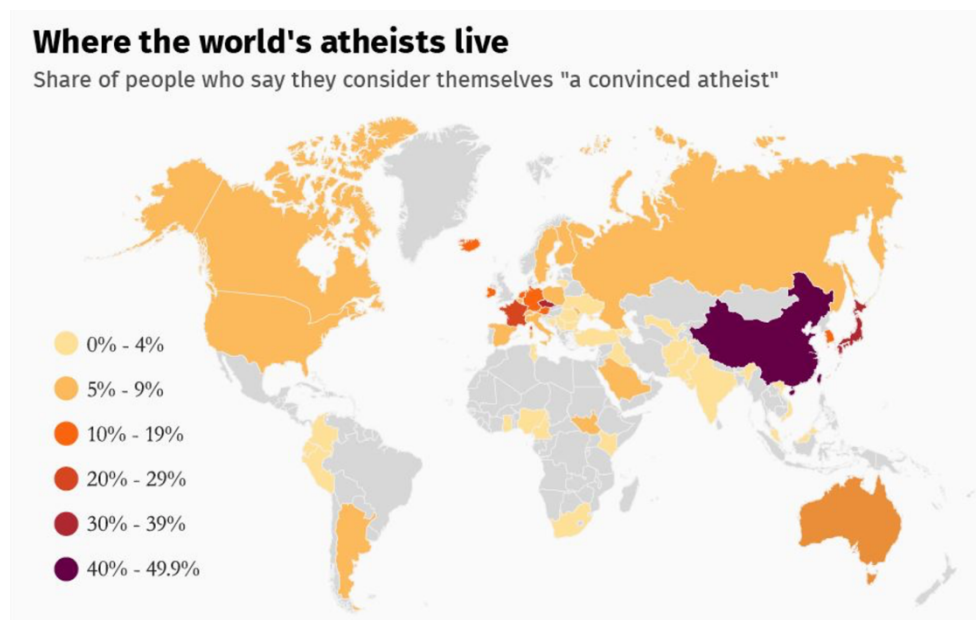 Where the world's atheists live
Share of people who say they consider themselves "a convinced atheist"
0% - 4%
5% - 9%
10% - 19%
20% - 29%
30% - 39%
40% - 49.9%